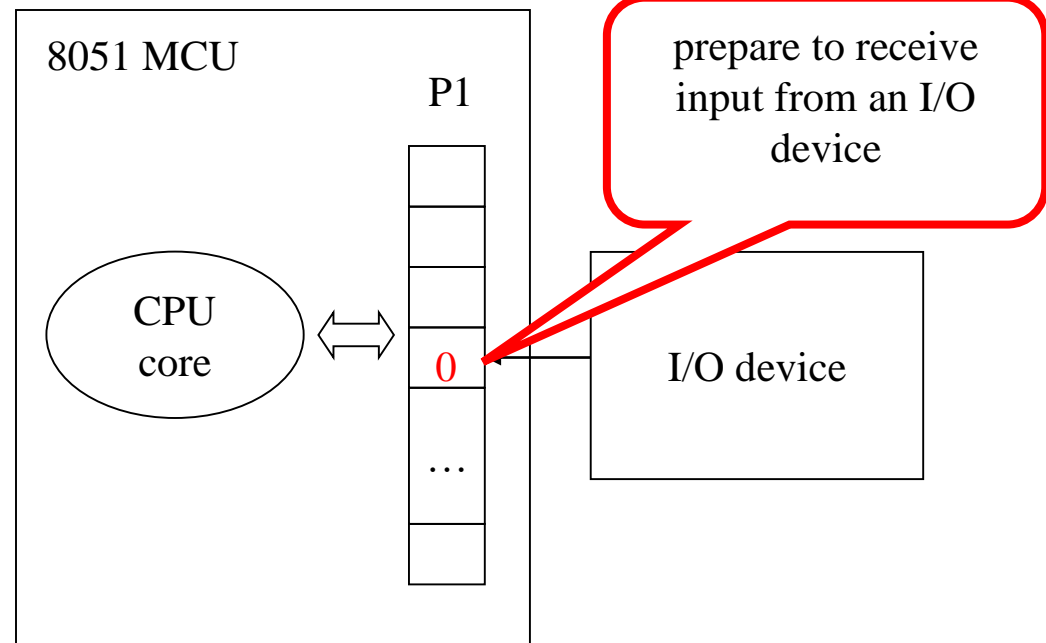 8051 MCU
P1
prepare to receive
input from an I/O
device
CPU
core
0
…
I/O device